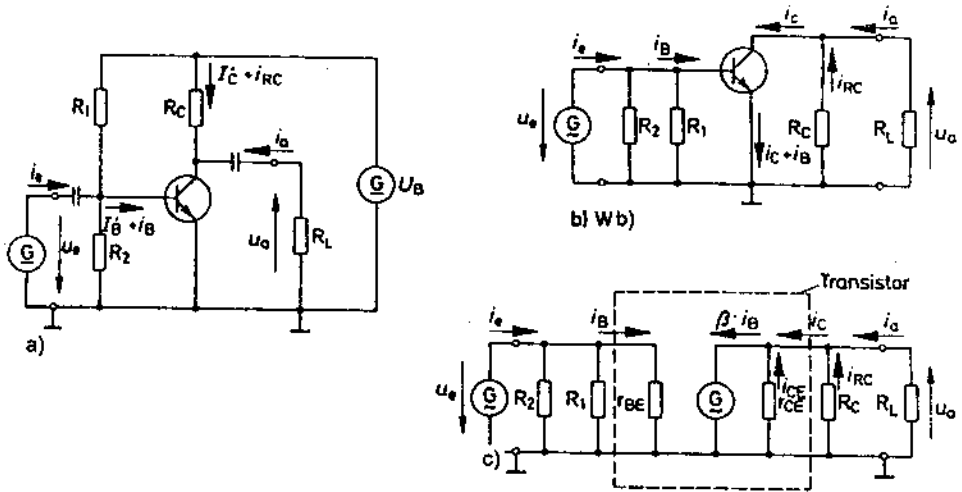 I'C + iRC
R1
RC
ia
G
UB
ie
I'B + iB
R2
G
ue
ua
RL
a)
iC
ia
ie
iB
iRC
ue
G
R2
R1
RC
RL
ua
iC + iB
b) Wb)
Transistor
ie
iB
β · iB
iC
ia
ue
G
R2
R1
rBE
G
iCE
rCE
iRC
RC
RL
ua
c)